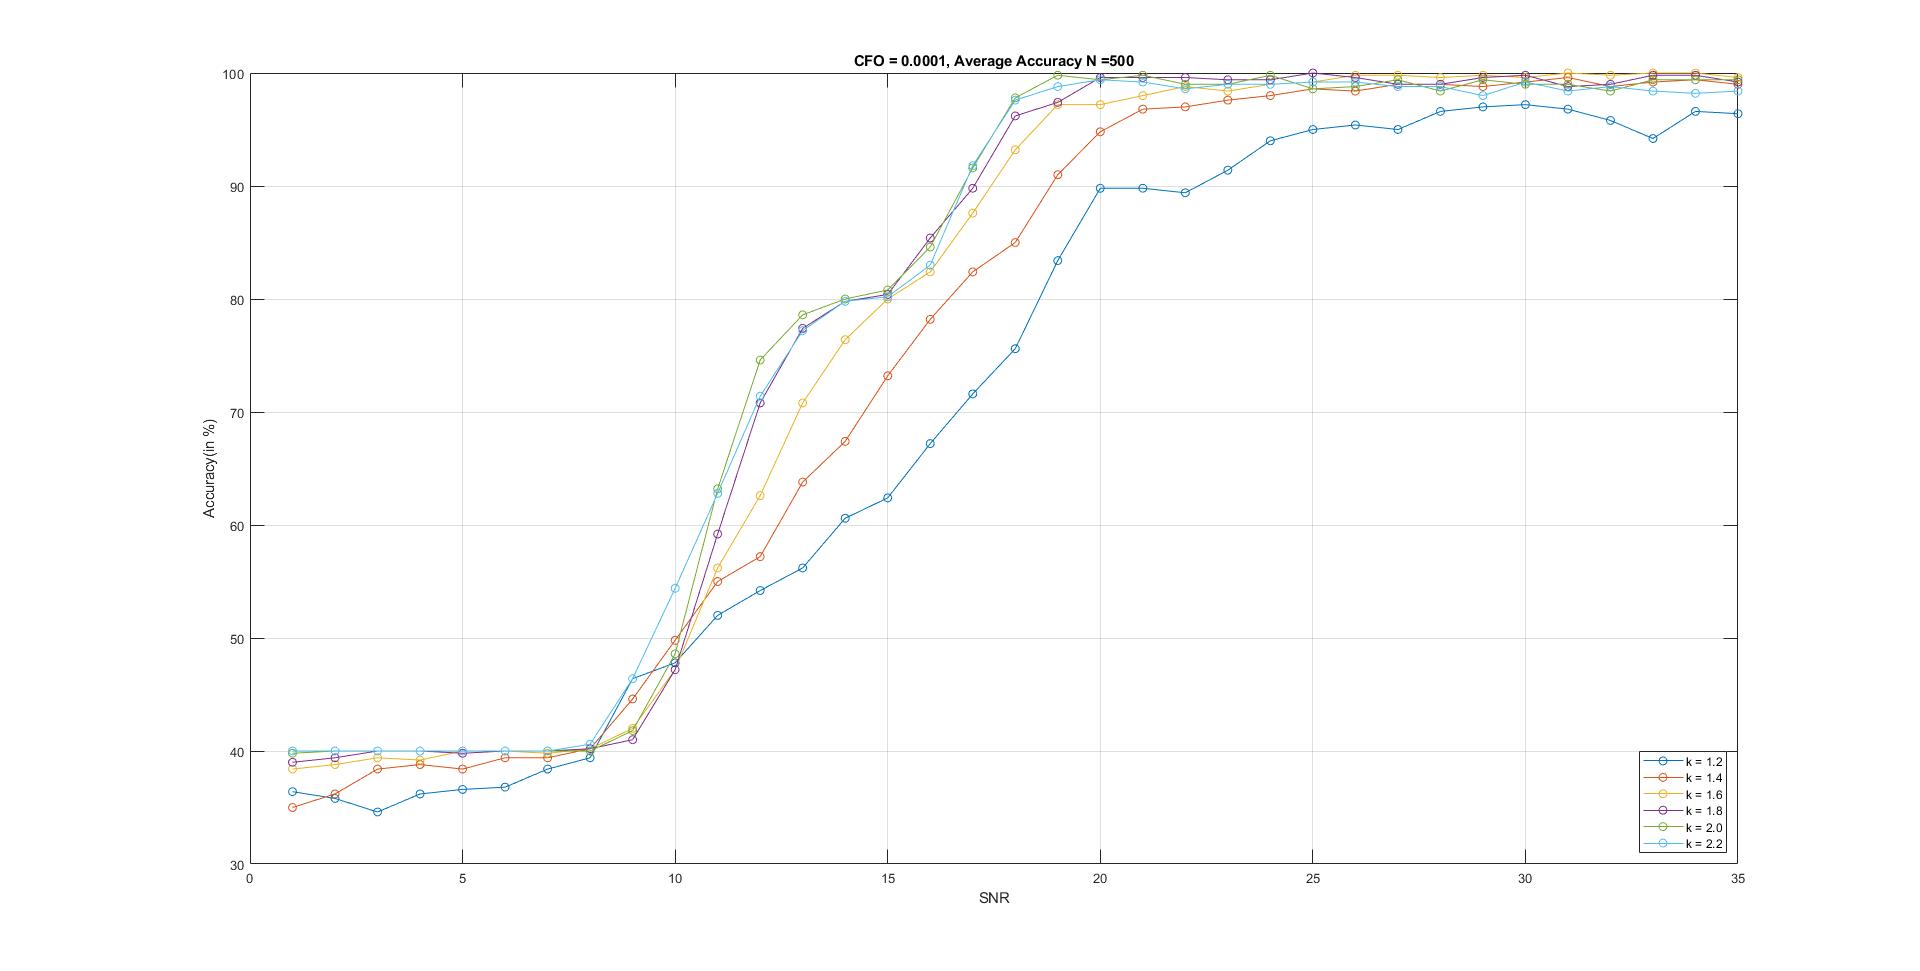 CFO = 0.0001, Average Accuracy N =500
100
90
80
70
60
50
40
30
Accuracy(in %)
0
5
10
15
20
25
30
35
SNR
k = 1.2
k = 1.4
k = 1.6
k = 1.8
k = 2.0
k = 2.2